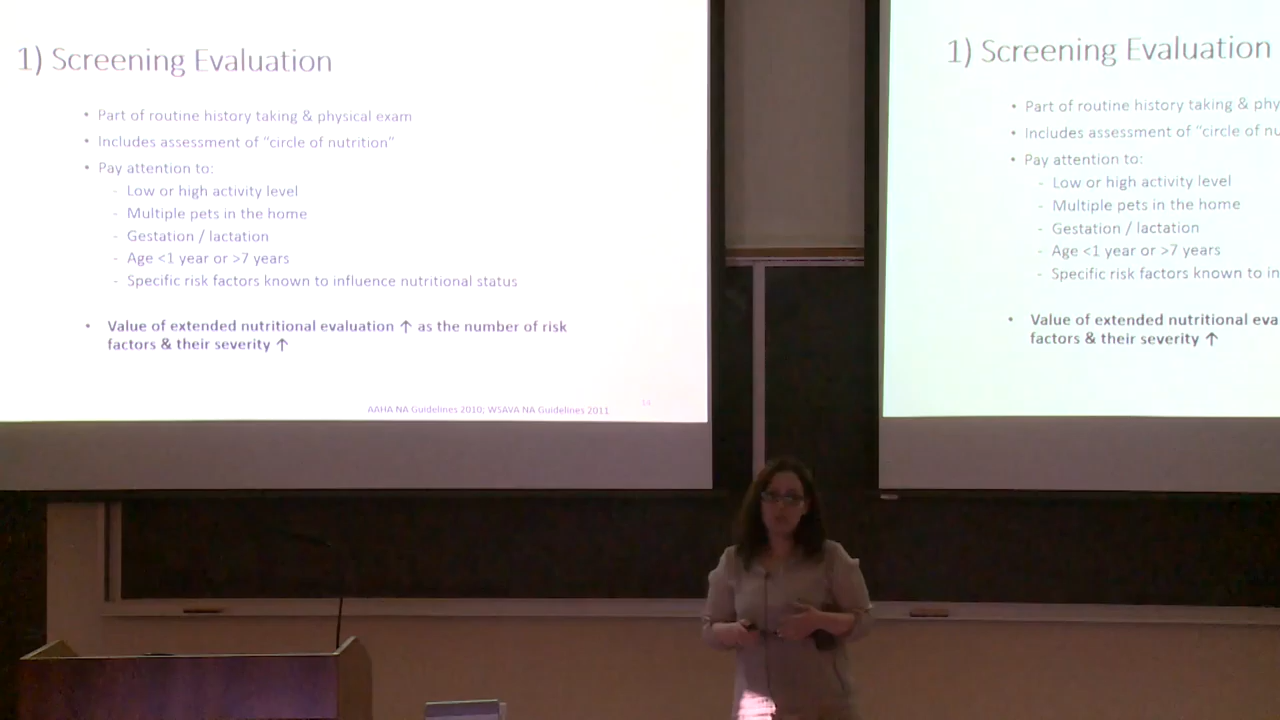 1) Screening Evaluation
• Part of routine history taking & physical exam
• Includes assessment of “circle of nutrition”
• Pay attention to:
- Low or high activity level
- Multiple pets in the home
- Gestation / lactation
- Age <1 year or >7 years
- Specific risk factors known to influence nutritional status
• Value of extended nutritional evaluation ↑ as the number of risk
factors & their severity ↑
AAHA NA Guidelines 2010; WSAVA NA Guidelines 2011
1) Screening Evaluation
• Part of routine history taking & phy
• Includes assessment of “circle of nu
• Pay attention to:
- Low or high activity level
- Multiple pets in the home
- Gestation / lactation
- Age <1 year or >7 years
- Specific risk factors known to in
• Value of extended nutritional eva
factors & their severity ↑